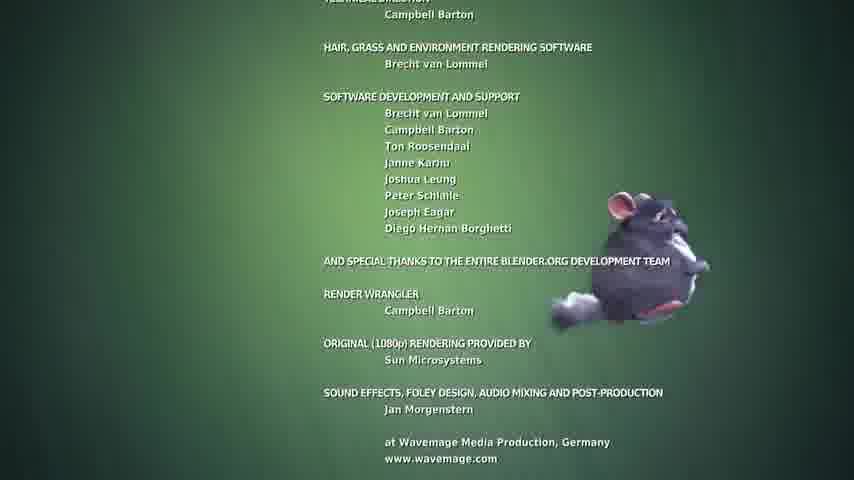 TECHNICAL DIRECTION
Campbell Barton
HAIR, GRASS AND ENVIRONMENT RENDERING SOFTWARE
Brecht van Lommel
SOFTWARE DEVELOPMENT AND SUPPORT
Brecht van Lommel
Campbell Barton
Ton Roosendaal
Janne Karhu
Joshua Leung
Peter Schlaile
Joseph Eagar
Diego Hernan Borghetti
AND SPECIAL THANKS TO THE ENTIRE BLENDER.ORG DEVELOPMENT TEAM
RENDER WRANGLER
Campbell Barton
ORIGINAL (1080p) RENDERING PROVIDED BY
Sun Microsystems
SOUND EFFECTS, FOLEY DESIGN, AUDIO MIXING AND POST-PRODUCTION
Jan Morgenstern
at Wavemage Media Production, Germany
www.wavemage.com